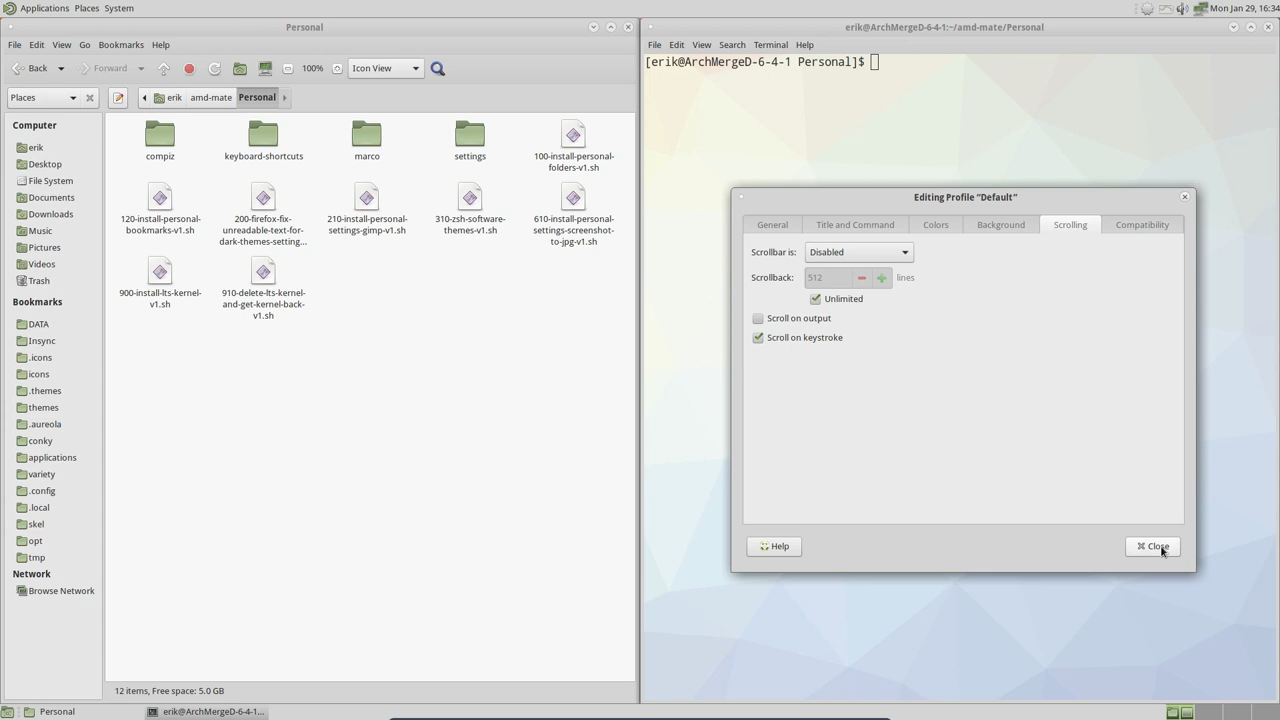 Applications Places System
Mon Jan 29, 16:34
Personal
File Edit View Go Bookmarks Help
Back Forward 100% Icon View
Places erik amd-mate Personal
Computer
erik
Desktop
File System
Documents
Downloads
Music
Pictures
Videos
Trash
Bookmarks
DATA
Insync
.icons
icons
.themes
themes
.aureola
conky
applications
variety
.config
.local
skel
opt
tmp
Network
Browse Network
compiz
keyboard-shortcuts
marco
settings
100-install-personal-
folders-v1.sh
120-install-personal-
bookmarks-v1.sh
200-firefox-fix-
unreadable-text-for-
dark-themes-setting...
210-install-personal-
settings-gimp-v1.sh
310-zsh-software-
themes-v1.sh
610-install-personal-
settings-screenshot-
to-jpg-v1.sh
900-install-lts-kernel-
v1.sh
910-delete-lts-kernel-
and-get-kernel-back-
v1.sh
12 items, Free space: 5.0 GB
erik@ArchMergeD-6-4-1:~/amd-mate/Personal
File Edit View Search Terminal Help
[erik@ArchMergeD-6-4-1 Personal]$
Editing Profile “Default”
General Title and Command Colors Background Scrolling Compatibility
Scrollbar is: Disabled
Scrollback: 512 lines
Unlimited
Scroll on output
Scroll on keystroke
Help Close
Personal erik@ArchMergeD-6-4-1...